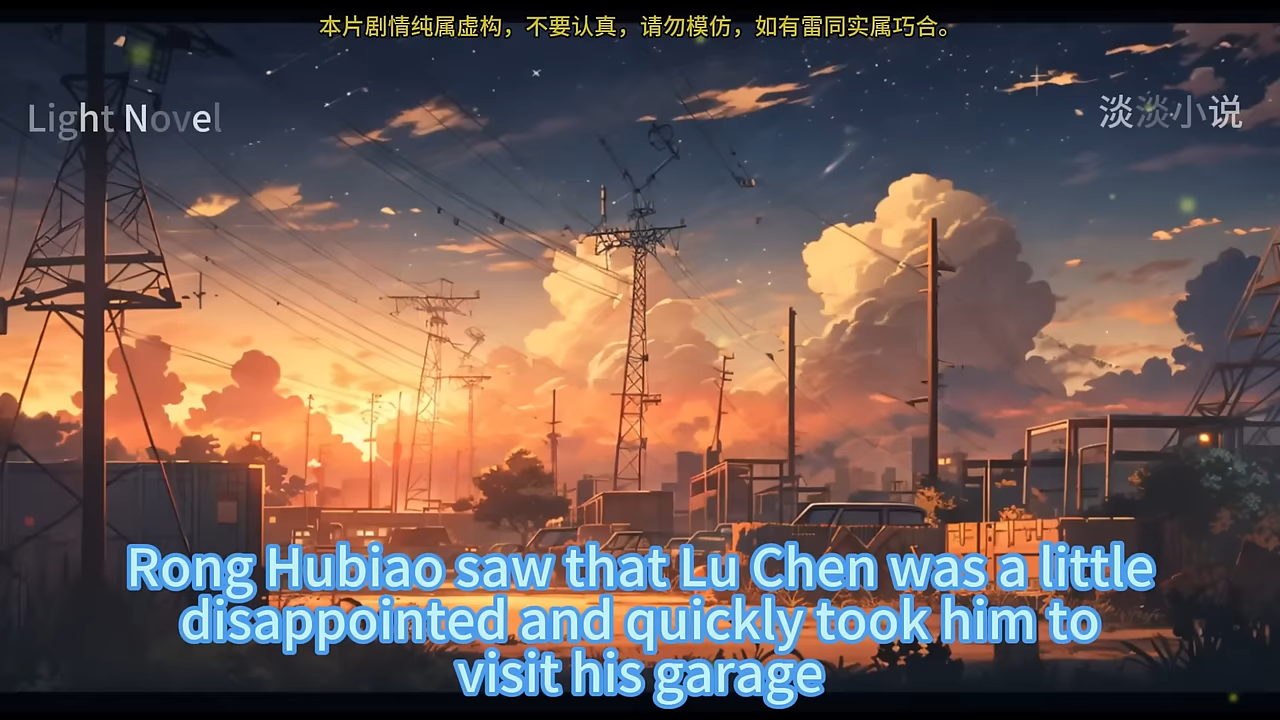 本片剧情纯属虚构，不要认真，请勿模仿，如有雷同实属巧合。
Light Novel
淡淡小说
Rong Hubiao saw that Lu Chen was a little
disappointed and quickly took him to
visit his garage